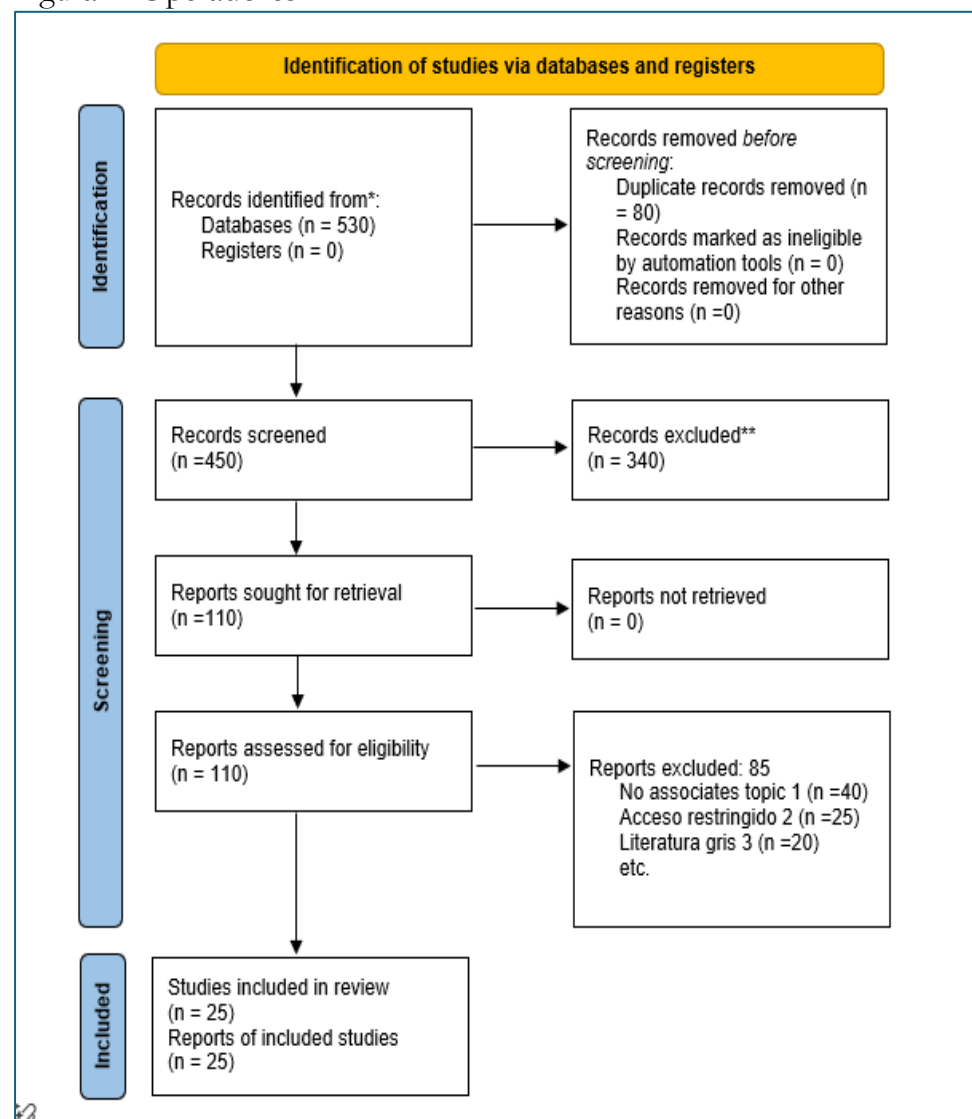 Identification of studies via databases and registers
Identification
Records identified from*:
Databases (n = 530)
Registers (n = 0)
Records removed before
screening:
Duplicate records removed (n
= 80)
Records marked as ineligible
by automation tools (n = 0)
Records removed for other
reasons (n =0)
Screening
Records screened
(n =450)
Records excluded**
(n = 340)
Reports sought for retrieval
(n =110)
Reports not retrieved
(n = 0)
Reports assessed for eligibility
(n = 110)
Reports excluded: 85
No associates topic 1 (n =40)
Acceso restringido 2 (n =25)
Literatura gris 3 (n =20)
etc.
Included
Studies included in review
(n = 25)
Reports of included studies
(n = 25)